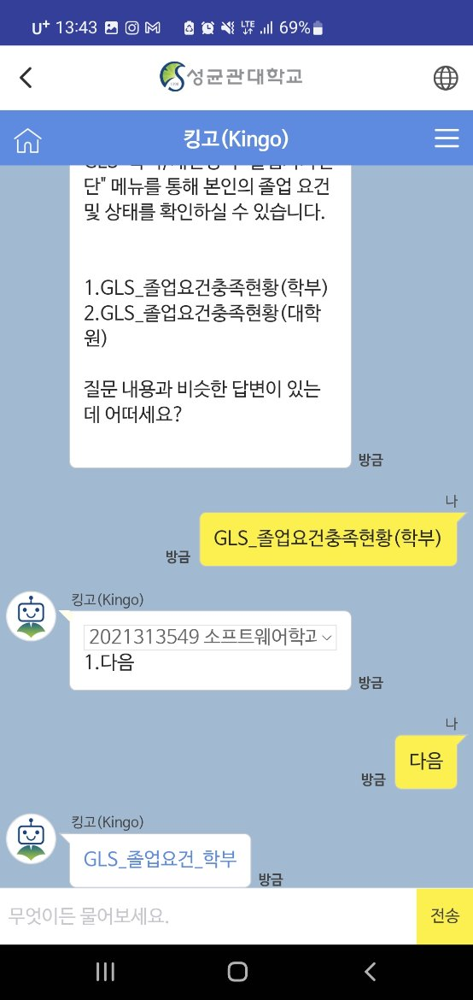 U+ 13:43 LTE 69%
성균관대학교
킹고(Kingo)
단" 메뉴를 통해 본인의 졸업 요건
및 상태를 확인하실 수 있습니다.
1.GLS_졸업요건충족현황(학부)
2.GLS_졸업요건충족현황(대학
원)
질문 내용과 비슷한 답변이 있는
데 어떠세요?
방금
나
GLS_졸업요건충족현황(학부)
방금
킹고(Kingo)
2021313549 소프트웨어학고
1.다음
방금
나
다음
방금
킹고(Kingo)
GLS_졸업요건_학부
방금
무엇이든 물어보세요.
전송